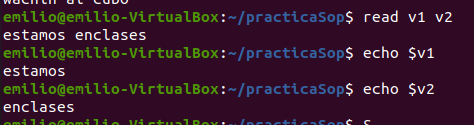 emilio@emilio-VirtualBox:~/practicaSop$ read v1 v2
estamos enclases
emilio@emilio-VirtualBox:~/practicaSop$ echo $v1
estamos
emilio@emilio-VirtualBox:~/practicaSop$ echo $v2
enclases
emilio@emilio-VirtualBox:~/practicaSop$